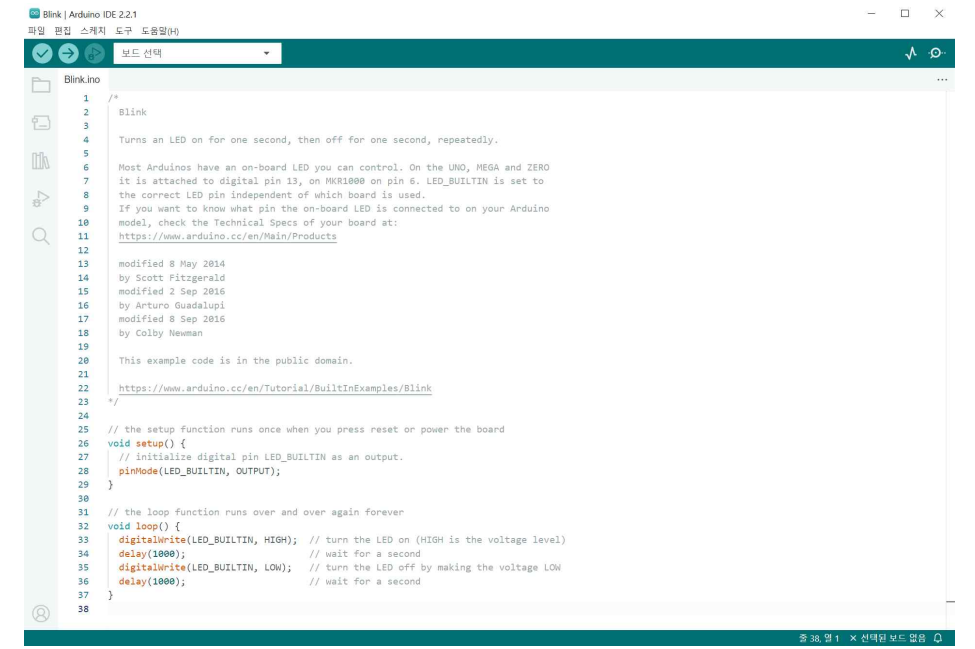 Blink | Arduino IDE 2.2.1
파일 편집 스케치 도구 도움말(H)
보드 선택
Blink.ino
1 /*
2 Blink
3
4 Turns an LED on for one second, then off for one second, repeatedly.
5
6 Most Arduinos have an on-board LED you can control. On the UNO, MEGA and ZERO
7 it is attached to digital pin 13, on MKR1000 on pin 6. LED_BUILTIN is set to
8 the correct LED pin independent of which board is used.
9 If you want to know what pin the on-board LED is connected to on your Arduino
10 model, check the Technical Specs of your board at:
11 https://www.arduino.cc/en/Main/Products
12
13 modified 8 May 2014
14 by Scott Fitzgerald
15 modified 2 Sep 2016
16 by Arturo Guadalupi
17 modified 8 Sep 2016
18 by Colby Newman
19
20 This example code is in the public domain.
21
22 https://www.arduino.cc/en/Tutorial/BuiltInExamples/Blink
23 */
24
25 // the setup function runs once when you press reset or power the board
26 void setup() {
27 // initialize digital pin LED_BUILTIN as an output.
28 pinMode(LED_BUILTIN, OUTPUT);
29 }
30
31 // the loop function runs over and over again forever
32 void loop() {
33 digitalWrite(LED_BUILTIN, HIGH); // turn the LED on (HIGH is the voltage level)
34 delay(1000); // wait for a second
35 digitalWrite(LED_BUILTIN, LOW); // turn the LED off by making the voltage LOW
36 delay(1000); // wait for a second
37 }
38
줄 38, 열 1 × 선택된 보드 없음